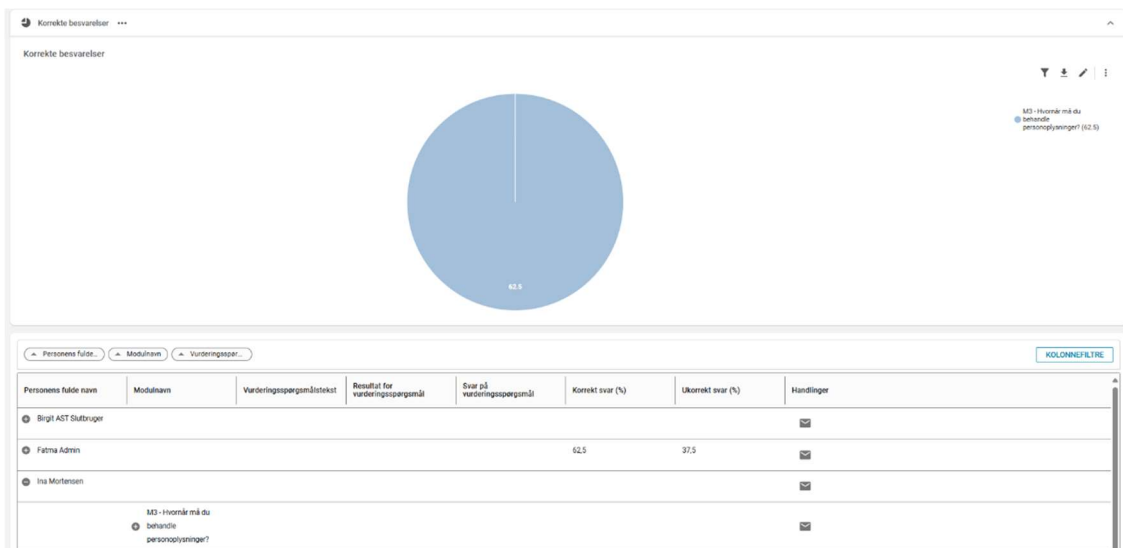 Korrekte besvarelser
Korrekte besvarelser
M3 - Hvornår må du
behandle
personoplysninger? (62.5)
62.5
Personens fulde... Modulnavn Vurderingsspør...
KOLONNEFILTRE
Personens fulde navn Modulnavn Vurderingsspørgsmålstekst Resultat for vurderingsspørgsmål Svar på vurderingsspørgsmål Korrekt svar (%) Ukorrekt svar (%) Handlinger
Birgit AST Slutbruger
Fatma Admin 62,5 37,5
Ina Mortensen
M3 - Hvornår må du
behandle
personoplysninger?